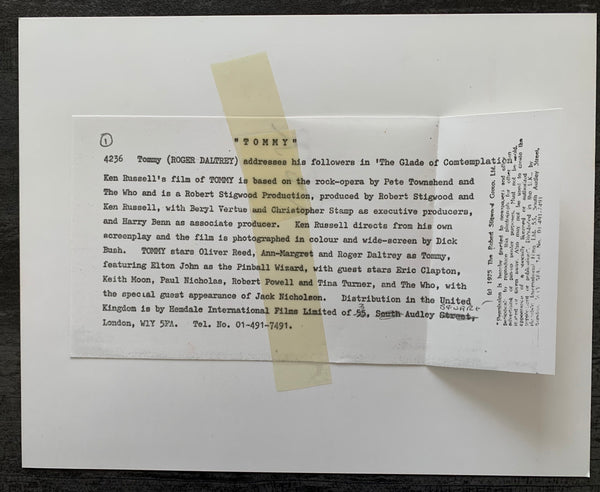 1
"TOMMY"
4236 Tommy (ROGER DALTREY) addresses his followers in 'The Glade of Comtemplati
Ken Russell's film of TOMMY is based on the rock-opera by Pete Townshend and
The Who and is a Robert Stigwood Production, produced by Robert Stigwood and
Ken Russell, with Beryl Vertue and Christopher Stamp as executive producers,
and Harry Benn as associate producer. Ken Russell directs from his own
screenplay and the film is photographed in colour and wide-screen by Dick
Bush. TOMMY stars Oliver Reed, Ann-Margret and Roger Daltrey as Tommy,
featuring Elton John as the Pinball Wizard, with guest stars Eric Clapton,
Keith Moon, Paul Nicholas, Robert Powell and Tina Turner, and The Who, with
the special guest appearance of Jack Nicholson. Distribution in the United
Kingdom is by Hemdale International Films Limited of South Audley Street,
London, W1Y 5FA. Tel. No. 01-491-7491.
(c) 1975 The Robert Stigwood Group Ltd.